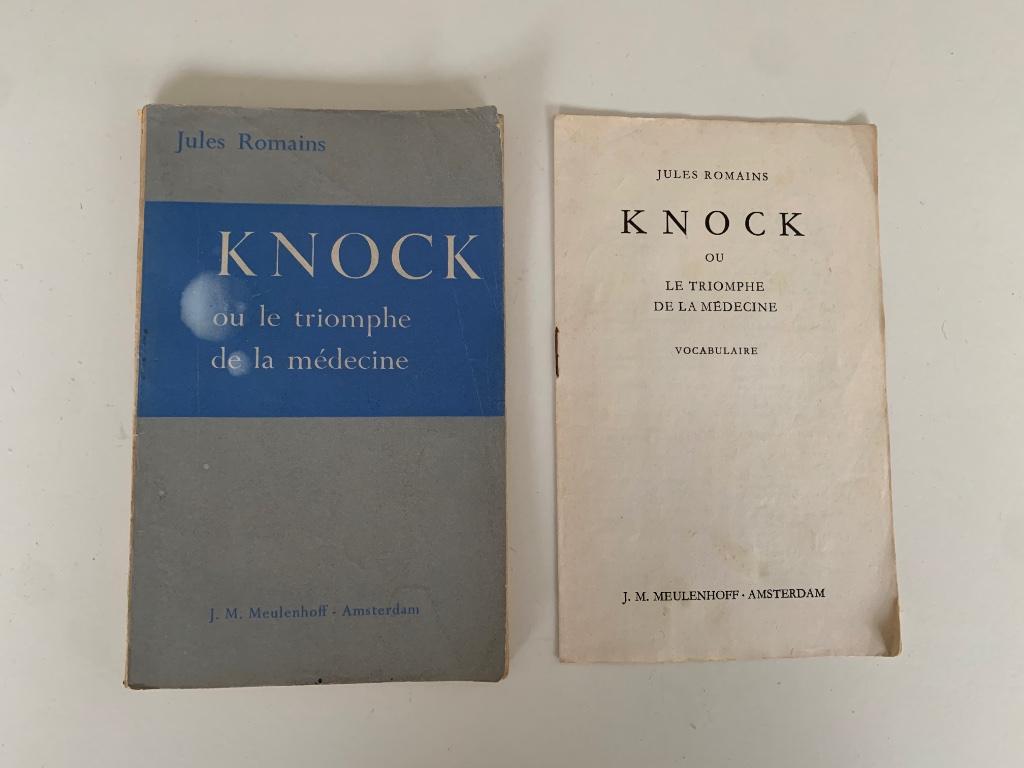 Jules Romains
KNOCK
ou le triomphe
de la médecine
J. M. Meulenhoff - Amsterdam
JULES ROMAINS
KNOCK
OU
LE TRIOMPHE
DE LA MÉDECINE
VOCABULAIRE
J. M. MEULENHOFF · AMSTERDAM